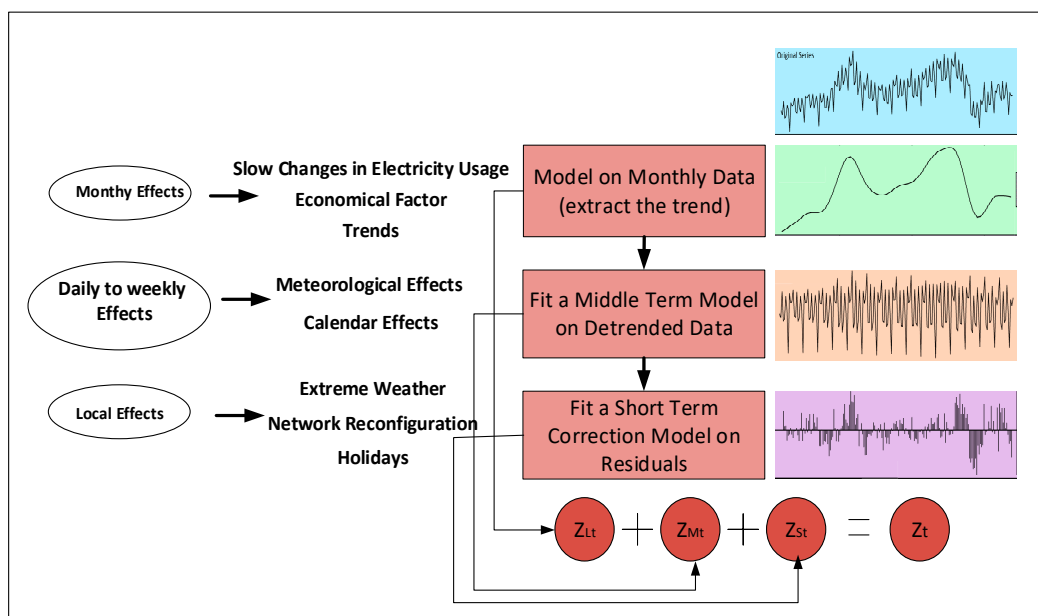 Original Series
Monthy Effects
Slow Changes in Electricity Usage
Economical Factor
Trends
Model on Monthly Data
(extract the trend)
Daily to weekly
Effects
Meteorological Effects
Calendar Effects
Fit a Middle Term Model
on Detrended Data
Local Effects
Extreme Weather
Network Reconfiguration
Holidays
Fit a Short Term
Correction Model on
Residuals
ZLt + ZMt + ZSt = Zt